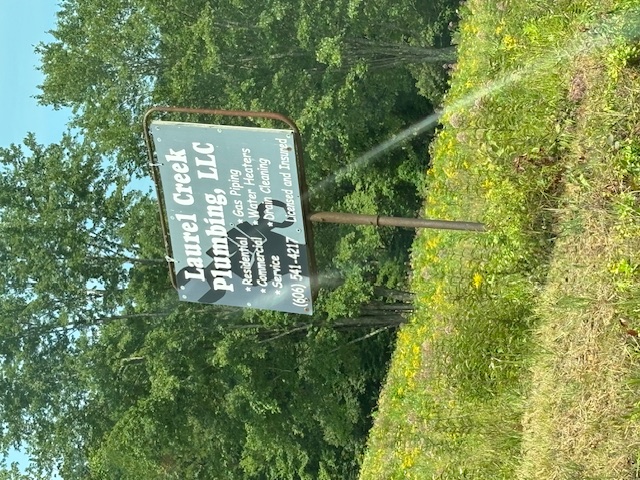 Laurel Creek
Plumbing, LLC
*Residential *Gas Piping
*Commercial *Water Heaters
*Service *Drain Cleaning
(606) 541-4217 Licensed and Insured